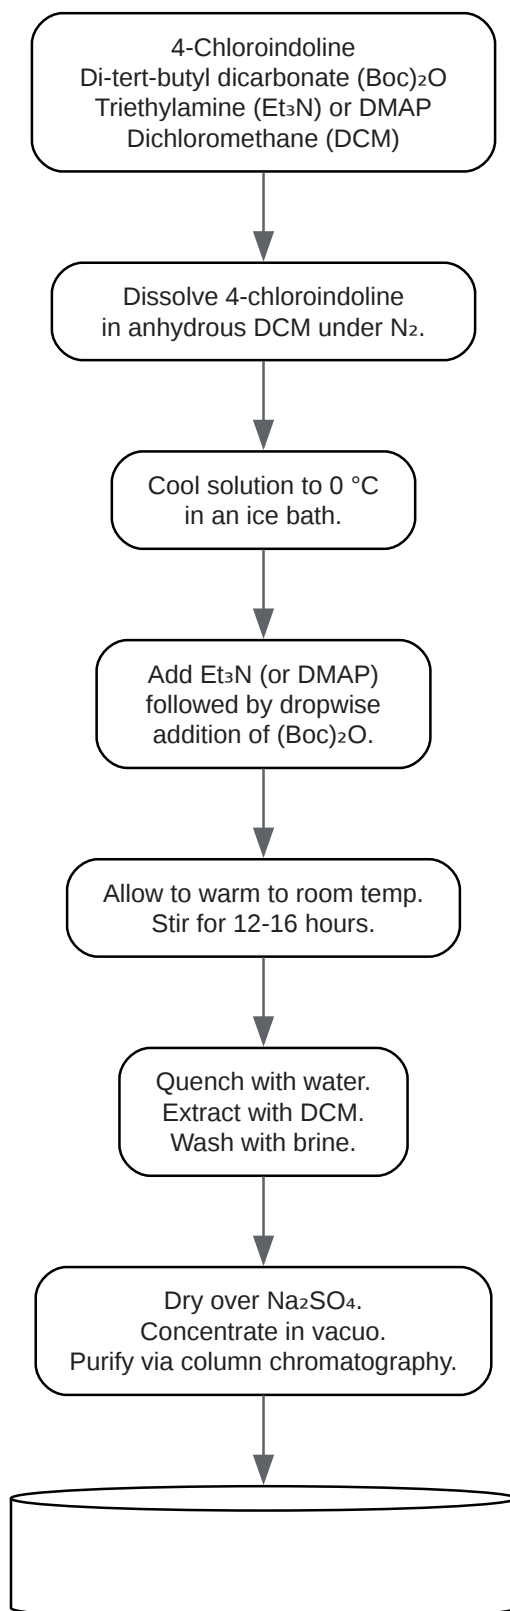 4-Chloroindoline
Di-tert-butyl dicarbonate (Boc)₂O
Triethylamine (Et₃N) or DMAP
Dichloromethane (DCM)
Dissolve 4-chloroindoline
in anhydrous DCM under N₂.
Cool solution to 0 °C
in an ice bath.
Add Et₃N (or DMAP)
followed by dropwise
addition of (Boc)₂O.
Allow to warm to room temp.
Stir for 12-16 hours.
Quench with water.
Extract with DCM.
Wash with brine.
Dry over Na₂SO₄.
Concentrate in vacuo.
Purify via column chromatography.